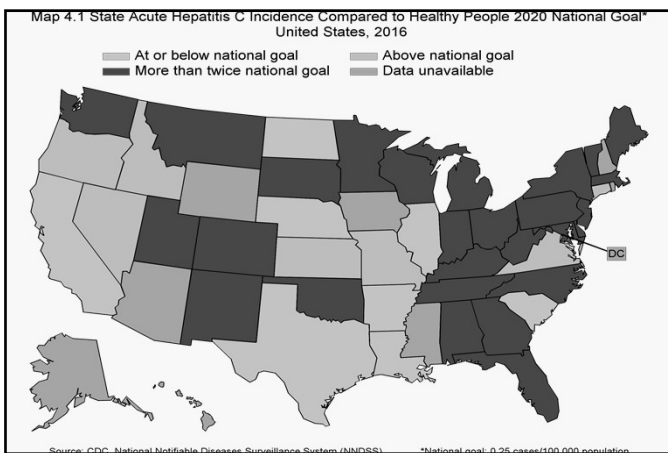 Map 4.1 State Acute Hepatitis C Incidence Compared to Healthy People 2020 National Goal*
United States, 2016
At or below national goal
Above national goal
More than twice national goal
Data unavailable
DC
Source: CDC, National Notifiable Diseases Surveillance System (NNDSS)
*National goal: 0.25 cases/100,000 population